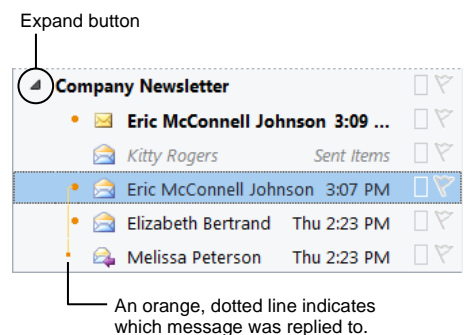 Expand button
Company Newsletter
Eric McConnell Johnson 3:09 ...
Kitty Rogers Sent Items
Eric McConnell Johnson 3:07 PM
Elizabeth Bertrand Thu 2:23 PM
Melissa Peterson Thu 2:23 PM
An orange, dotted line indicates
which message was replied to.